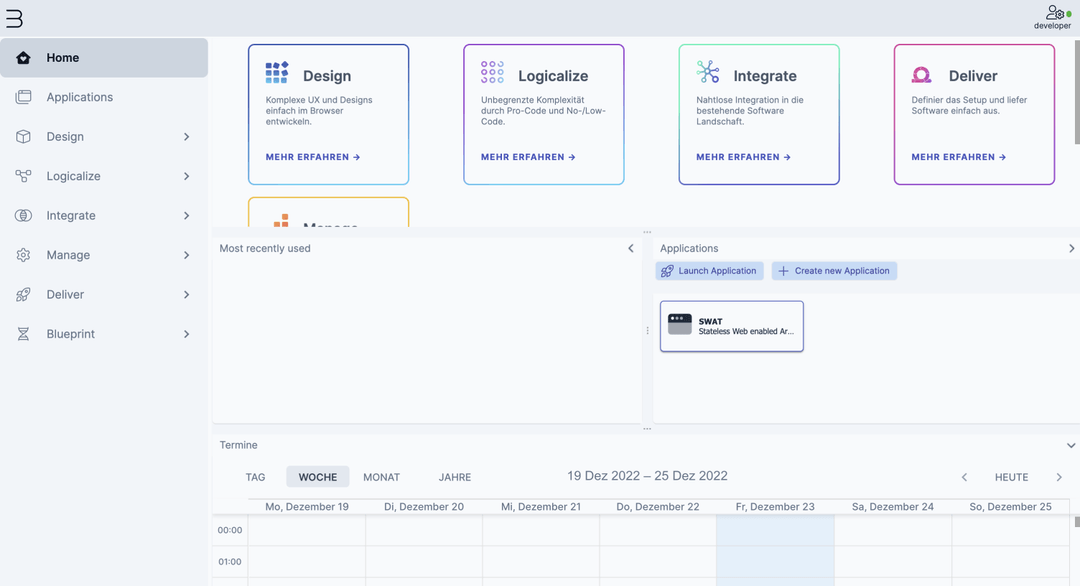 developer
Home
Applications
Design
Logicalize
Integrate
Manage
Deliver
Blueprint
Design
Komplexe UX und Designs
einfach im Browser
entwickeln.
MEHR ERFAHREN →
Logicalize
Unbegrenzte Komplexität
durch Pro-Code und No-/Low-
Code.
MEHR ERFAHREN →
Integrate
Nahtlose Integration in die
bestehende Software
Landschaft.
MEHR ERFAHREN →
Deliver
Definier das Setup und liefer
Software einfach aus.
MEHR ERFAHREN →
Manage
Most recently used
Applications
Launch Application
Create new Application
SWAT
Stateless Web enabled Ar...
Termine
TAG WOCHE MONAT JAHRE 19 Dez 2022 – 25 Dez 2022 HEUTE
Mo, Dezember 19 Di, Dezember 20 Mi, Dezember 21 Do, Dezember 22 Fr, Dezember 23 Sa, Dezember 24 So, Dezember 25
00:00
01:00